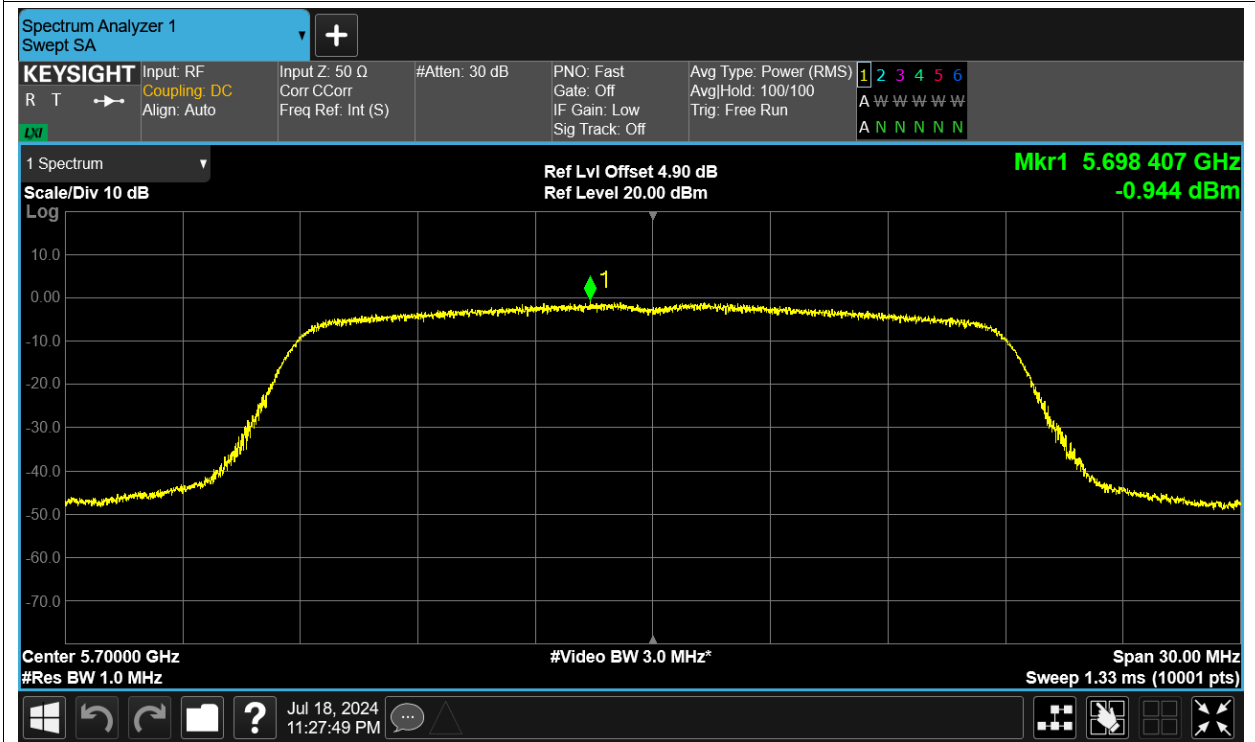 Spectrum Analyzer 1
Swept SA
+
KEYSIGHT
R T
LXI
Input: RF
Coupling: DC
Align: Auto
Input Z: 50 Ω
Corr CCorr
Freq Ref: Int (S)
#Atten: 30 dB
PNO: Fast
Gate: Off
IF Gain: Low
Sig Track: Off
Avg Type: Power (RMS)
Avg|Hold: 100/100
Trig: Free Run
1 2 3 4 5 6
A W W W W W
A N N N N N
1 Spectrum
Scale/Div 10 dB
Log
Ref Lvl Offset 4.90 dB
Ref Level 20.00 dBm
Mkr1 5.698 407 GHz
-0.944 dBm
1
10.0
0.00
-10.0
-20.0
-30.0
-40.0
-50.0
-60.0
-70.0
Center 5.70000 GHz
#Res BW 1.0 MHz
#Video BW 3.0 MHz*
Span 30.00 MHz
Sweep 1.33 ms (10001 pts)
?
Jul 18, 2024
11:27:49 PM